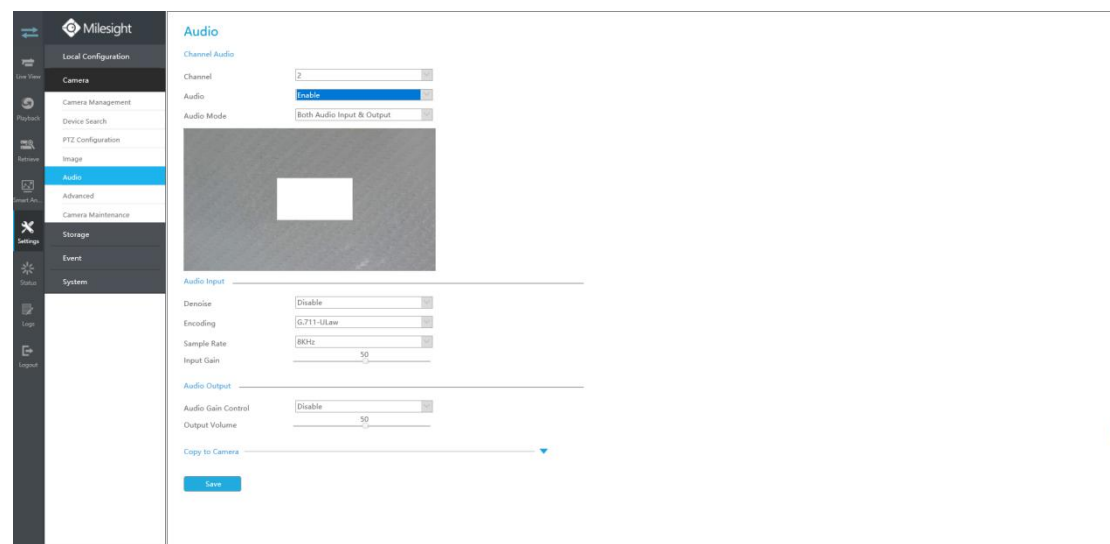 Milesight
Live View
Playback
Retrieve
Smart An...
Settings
Status
Logs
Logout
Local Configuration
Camera
Camera Management
Device Search
PTZ Configuration
Image
Audio
Advanced
Camera Maintenance
Storage
Event
System
Audio
Channel Audio
Channel 2
Audio Enable
Audio Mode Both Audio Input & Output
Audio Input
Denoise Disable
Encoding G.711-ULaw
Sample Rate 8KHz
Input Gain 50
Audio Output
Audio Gain Control Disable
Output Volume 50
Copy to Camera
Save